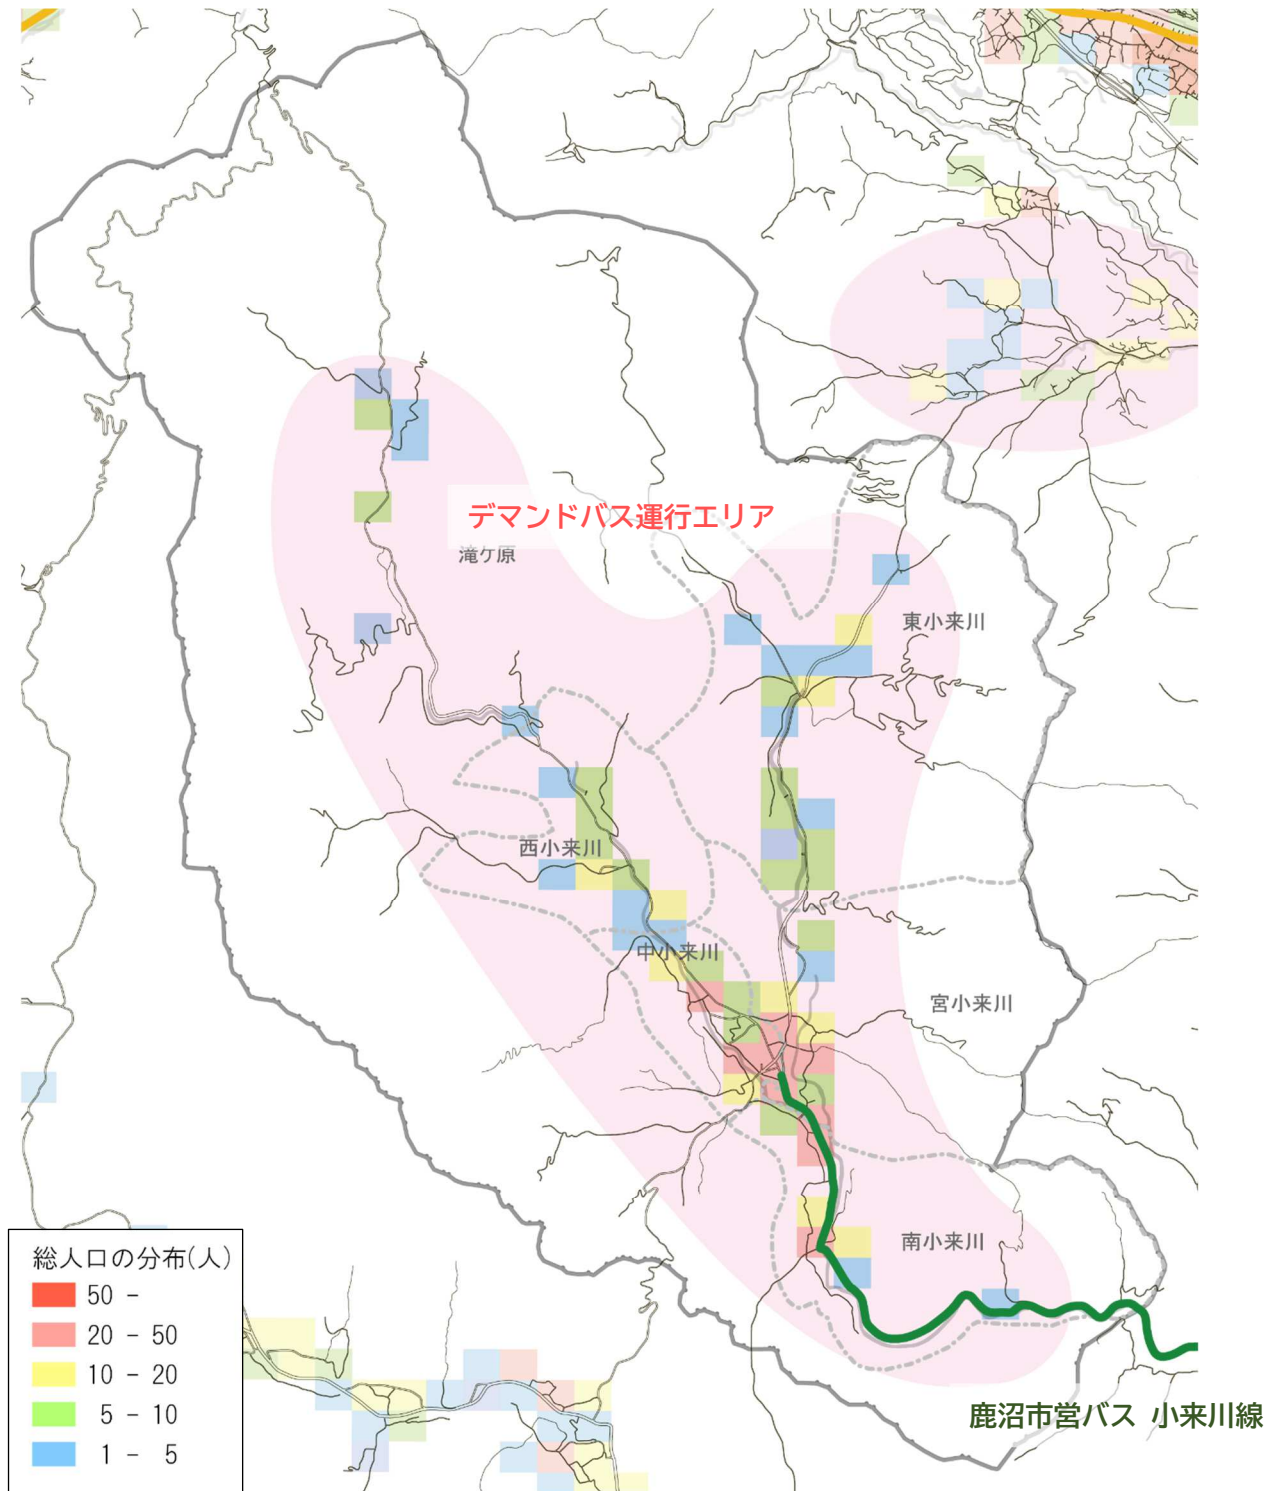 デマンドバス運行エリア
滝ケ原
東小来川
西小来川
中小来川
宮小来川
南小来川
総人口の分布(人)
50 -
20 - 50
10 - 20
5 - 10
1 - 5
鹿沼市営バス 小来川線